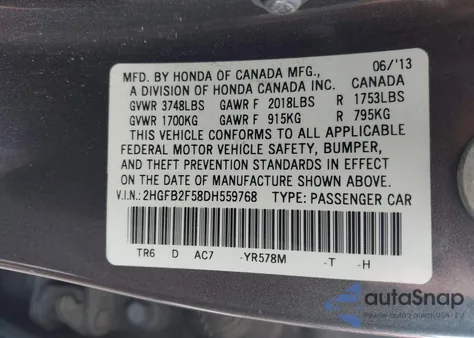 MFD. BY HONDA OF CANADA MFG., 06/'13
A DIVISION OF HONDA CANADA INC. CANADA
GVWR 3748LBS GAWR F 2018LBS R 1753LBS
GVWR 1700KG GAWR F 915KG R 795KG
THIS VEHICLE CONFORMS TO ALL APPLICABLE
FEDERAL MOTOR VEHICLE SAFETY, BUMPER,
AND THEFT PREVENTION STANDARDS IN EFFECT
ON THE DATE OF MANUFACTURE SHOWN ABOVE.
V.I.N.: 2HGFB2F58DH559768 TYPE: PASSENGER CAR
TR6 D AC7 -YR578M -T -H
autoSnap